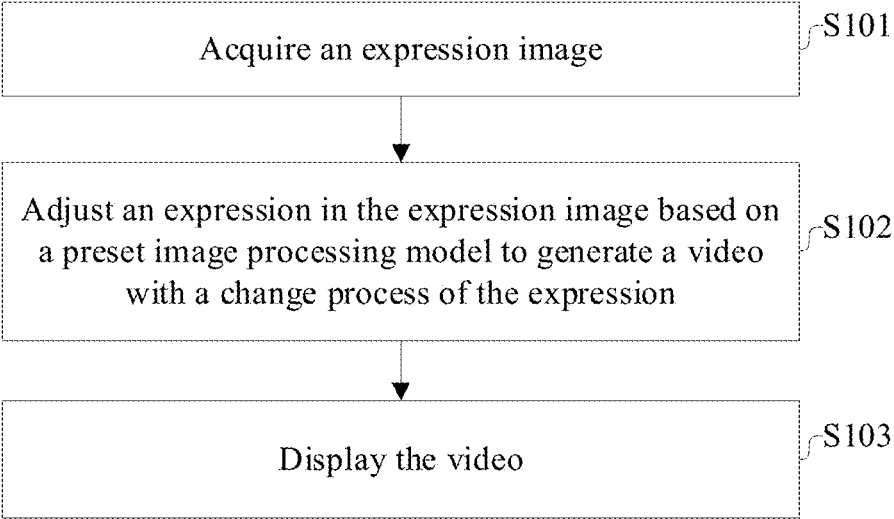 Acquire an expression image
S101
Adjust an expression in the expression image based on
a preset image processing model to generate a video
with a change process of the expression
S102
Display the video
S103